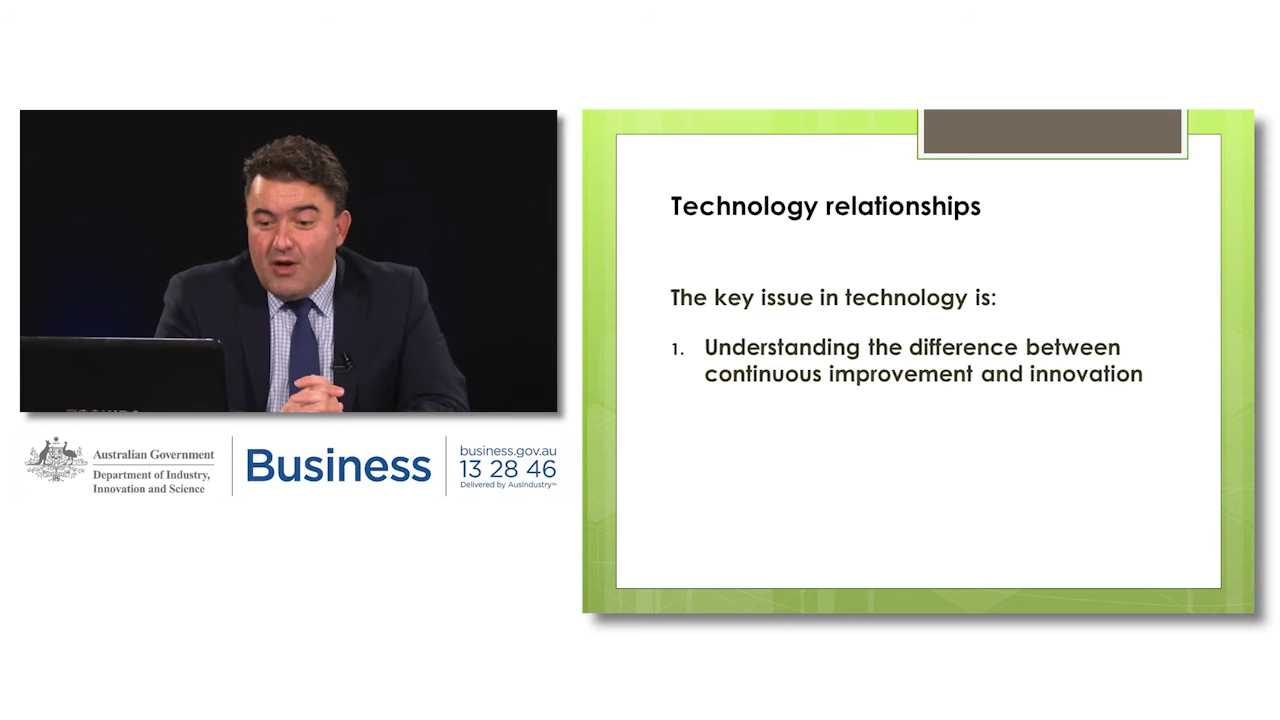 Technology relationships
The key issue in technology is:
1. Understanding the difference between
continuous improvement and innovation
Australian Government
Department of Industry,
Innovation and Science
Business
business.gov.au
13 28 46
Delivered by AusIndustry™